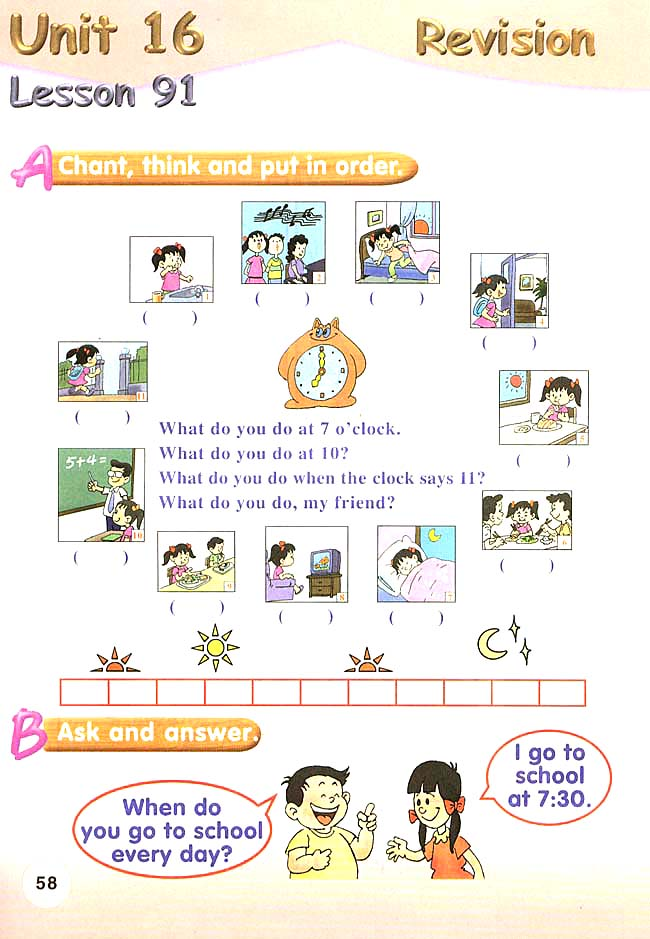 Unit 16
Revision
Lesson 91
A Chant, think and put in order.
1
( )
2
( )
3
( )
4
( )
11
( )
5
( )
What do you do at 7 o'clock.
What do you do at 10?
What do you do when the clock says 11?
What do you do, my friend?
5+4=
10
( )
6
( )
9
( )
8
( )
7
( )
B Ask and answer.
When do
you go to school
every day?
I go to
school
at 7:30.
58